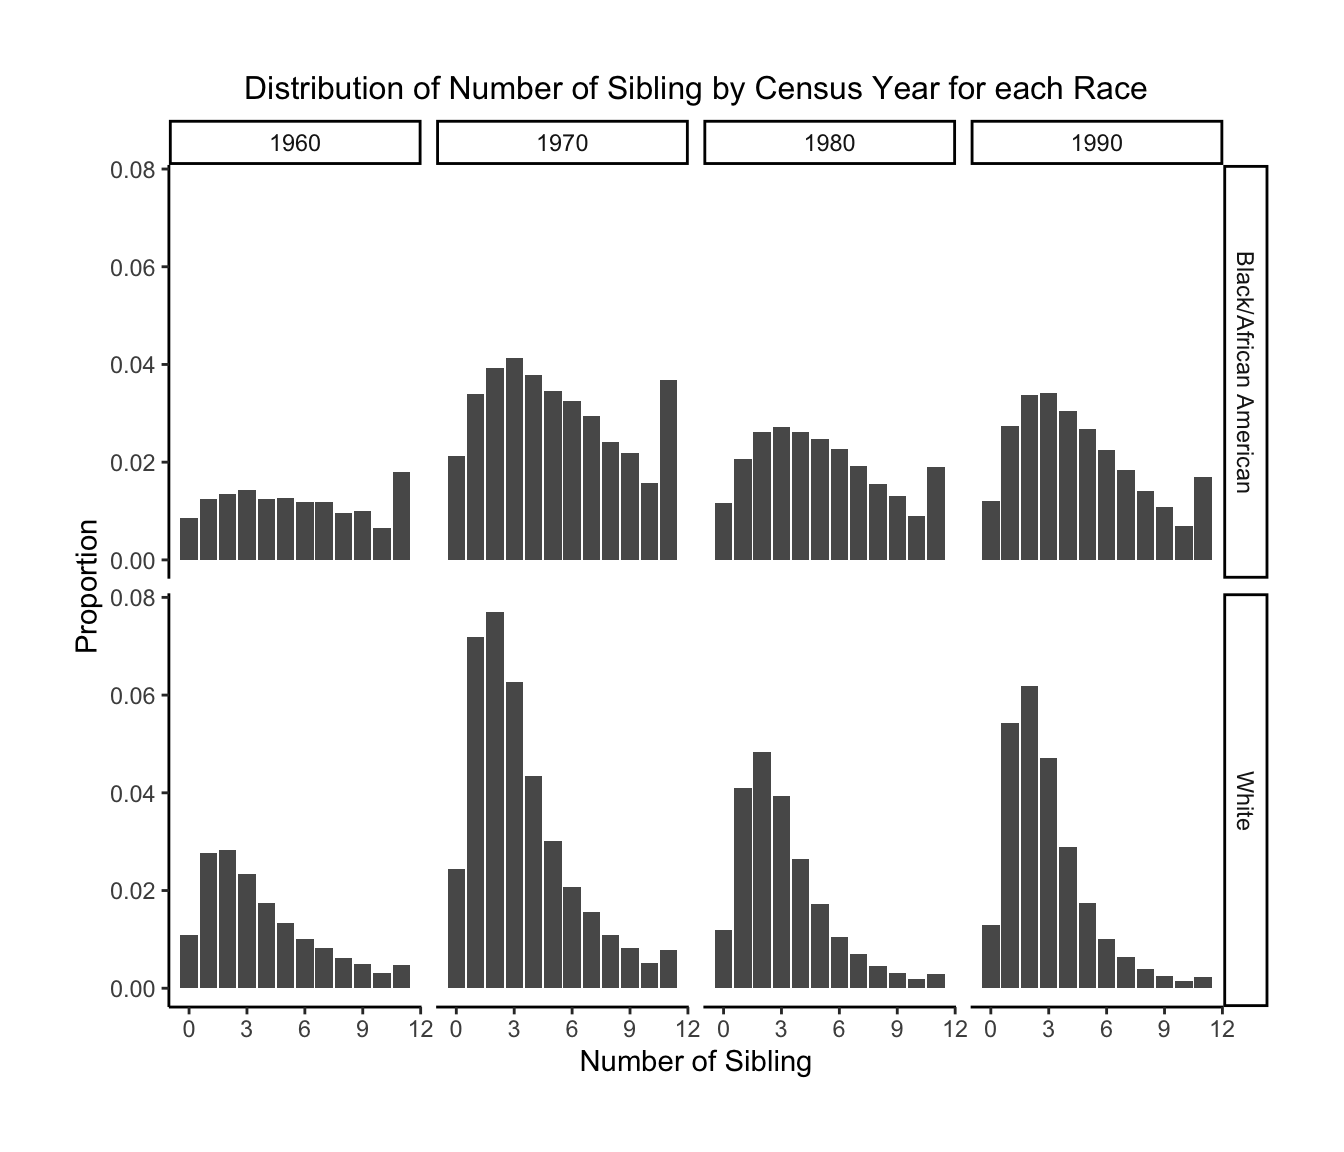 Distribution of Number of Sibling by Census Year for each Race
1960 1970 1980 1990
0.08
0.06
0.04
0.02
0.00
Black/African American
Proportion
0.08
0.06
0.04
0.02
0.00
White
0 3 6 9 12 0 3 6 9 12 0 3 6 9 12 0 3 6 9 12
Number of Sibling